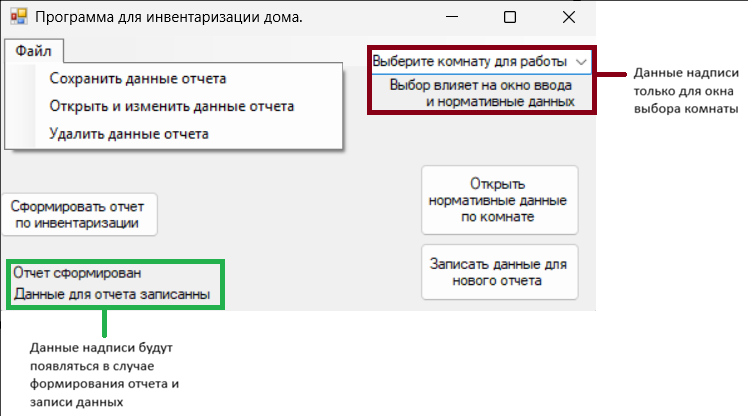 Программа для инвентаризации дома.
Файл
Сохранить данные отчета
Открыть и изменить данные отчета
Удалить данные отчета
Выберите комнату для работы
Выбор влияет на окно ввода
и нормативные данных
Данные надписи
только для окна
выбора комнаты
Открыть
нормативные данные
по комнате
Сформировать отчет
по инвентаризации
Записать данные для
нового отчета
Отчет сформирован
Данные для отчета записанны
Данные надписи будут
появляться в случае
формирования отчета и
записи данных